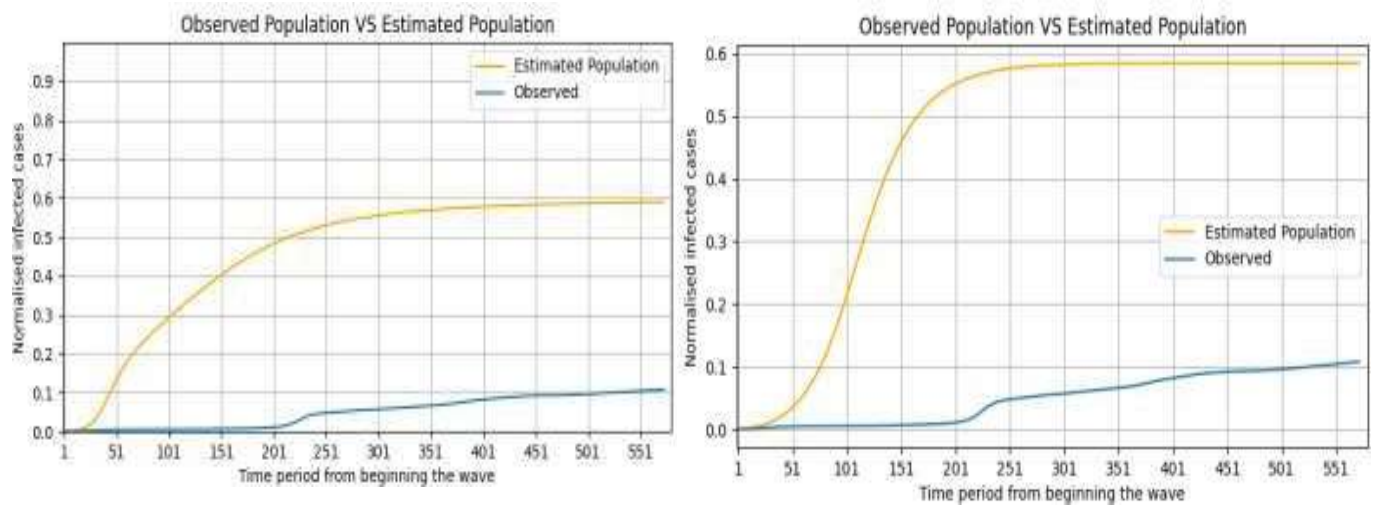 Observed Population VS Estimated Population
Normalised infected cases
0.9
0.8
0.7
0.6
0.5
0.4
0.3
0.2
0.1
0.0
Estimated Population
Observed
1 51 101 151 201 251 301 351 401 451 501 551
Time period from beginning the wave
Observed Population VS Estimated Population
Normalised infected cases
0.6
0.5
0.4
0.3
0.2
0.1
0.0
Estimated Population
Observed
1 51 101 151 201 251 301 351 401 451 501 551
Time period from beginning the wave